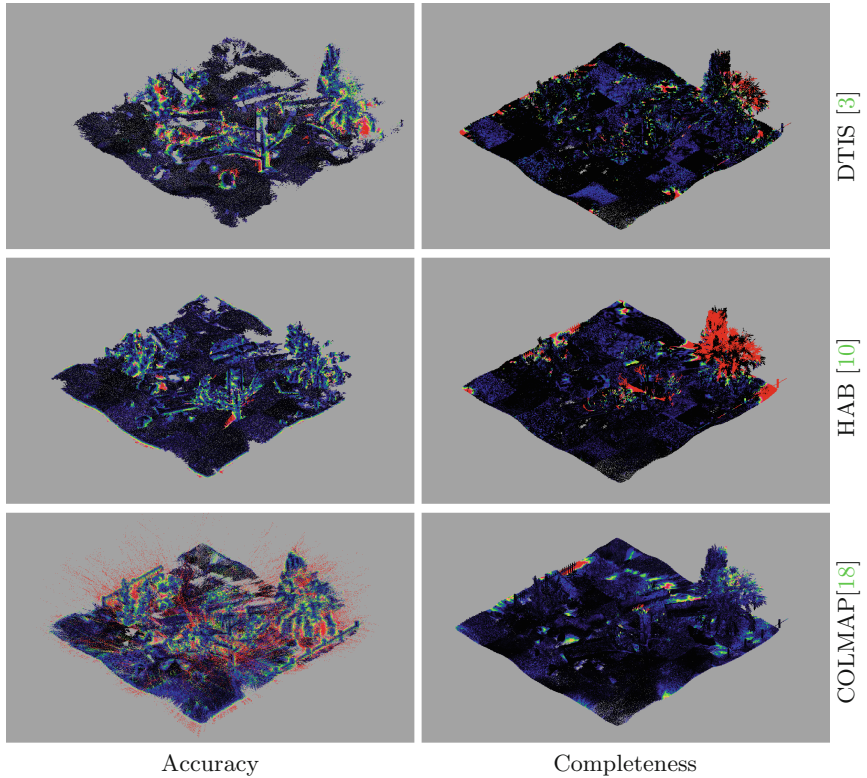 DTIS [3]
HAB [10]
COLMAP[18]
Accuracy
Completeness